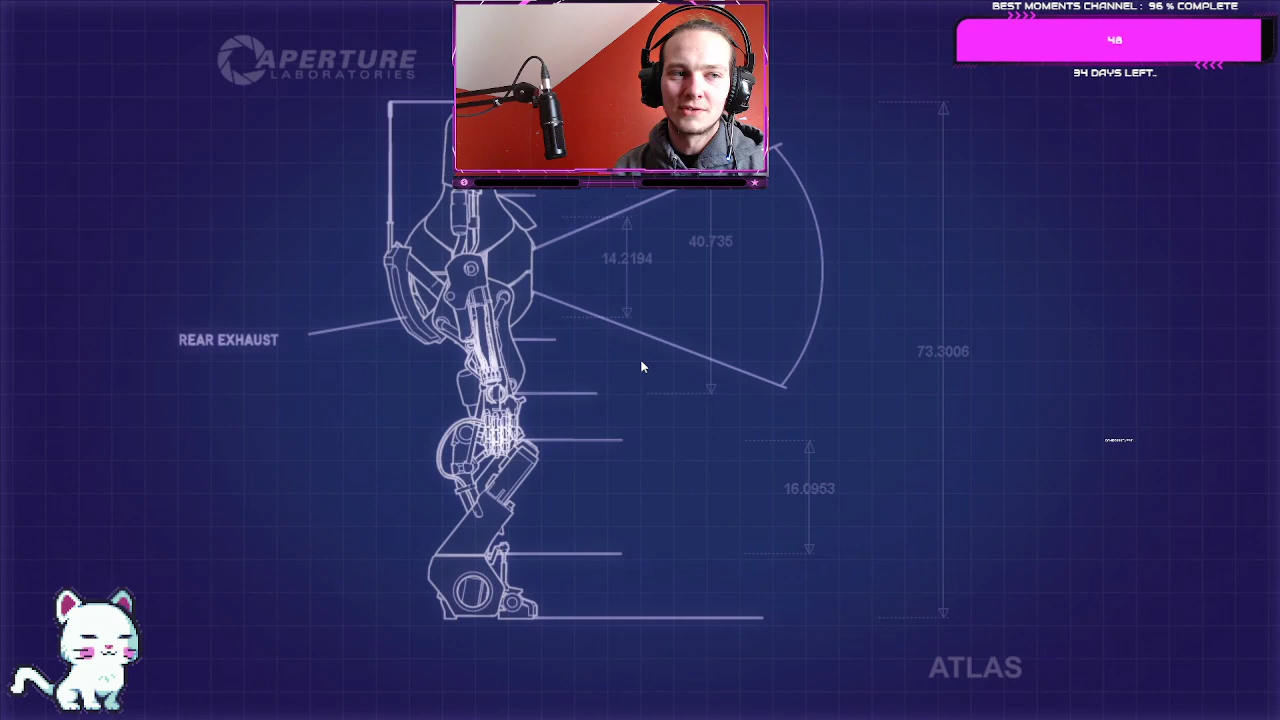 BEST MOMENTS CHANNEL : 96 % COMPLETE
48
34 DAYS LEFT..
APERTURE
LABORATORIES
40.735
14.2194
REAR EXHAUST
73.3006
16.0953
ATLAS